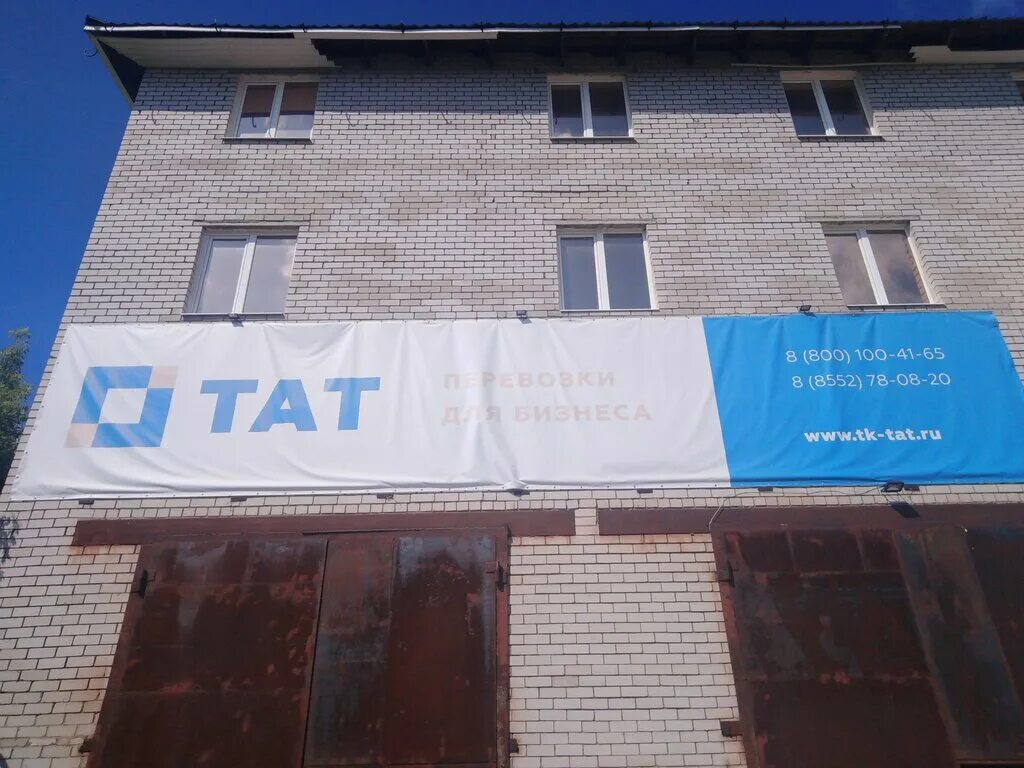 ТАТ
ПЕРЕВОЗКИ
ДЛЯ БИЗНЕСА
8 (800) 100-41-65
8 (8552) 78-08-20
www.tk-tat.ru